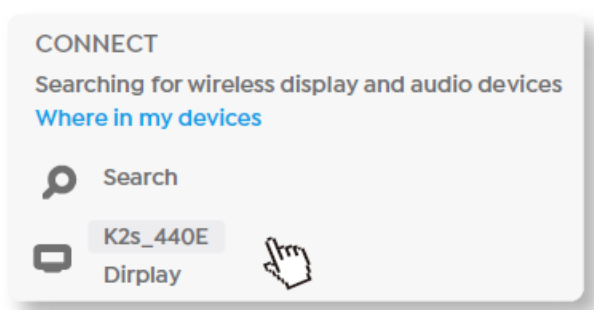 CONNECT
Searching for wireless display and audio devices
Where in my devices
Search
K2s_440E
Dirplay